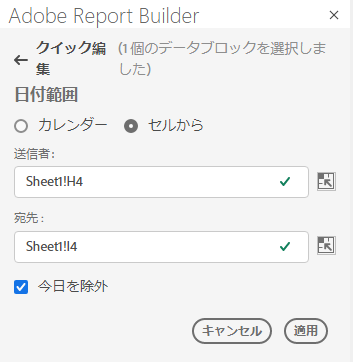 Adobe Report Builder
クイック編 (1個のデータブロックを選択しま
集 した)
日付範囲
カレンダー セルから
送信者:
Sheet1!H4
宛先:
Sheet1!I4
今日を除外
キャンセル 適用